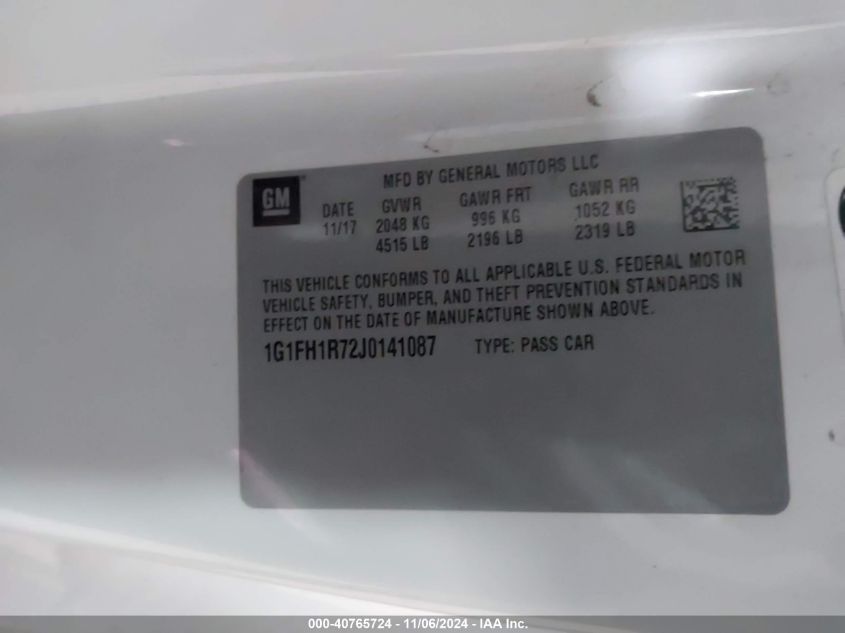 GM
MFD BY GENERAL MOTORS LLC
DATE GVWR GAWR FRT GAWR RR
11/17 2048 KG 996 KG 1052 KG
4515 LB 2196 LB 2319 LB
THIS VEHICLE CONFORMS TO ALL APPLICABLE U.S. FEDERAL MOTOR
VEHICLE SAFETY, BUMPER, AND THEFT PREVENTION STANDARDS IN
EFFECT ON THE DATE OF MANUFACTURE SHOWN ABOVE.
1G1FH1R72J0141087 TYPE: PASS CAR
000-40765724 - 11/06/2024 - IAA Inc.